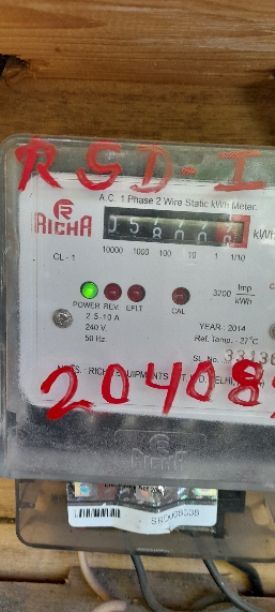 RSD-I
A.C. 1 Phase 2 Wire Static kWh Meter.
RICHA
kWh
10000 1000 100 10 1 1/10
CL - 1
3200 Imp/kWh
POWER REV. EFLT CAL
2.5-10 A
240 V.
50 Hz.
YEAR - 2014
Ref. Temp. - 27°C
SL. No. 33136
20408
RICHA